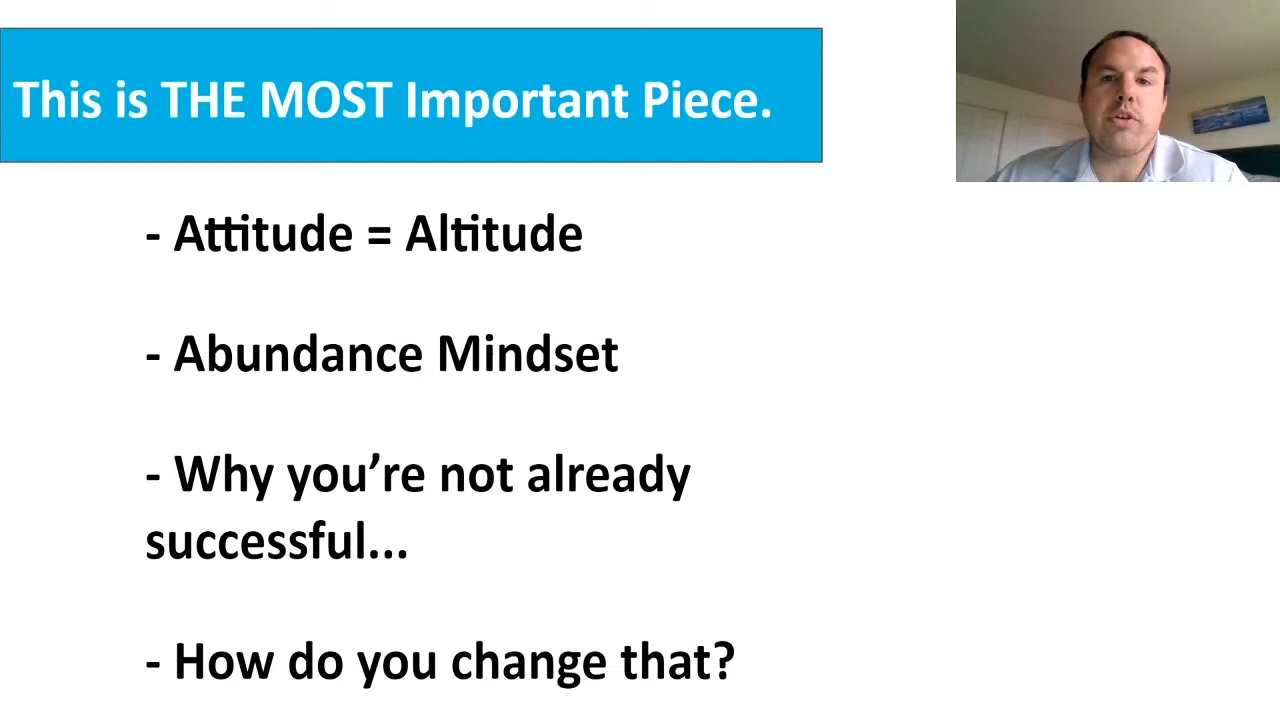 This is THE MOST Important Piece.
- Attitude = Altitude
- Abundance Mindset
- Why you’re not already
successful...
- How do you change that?